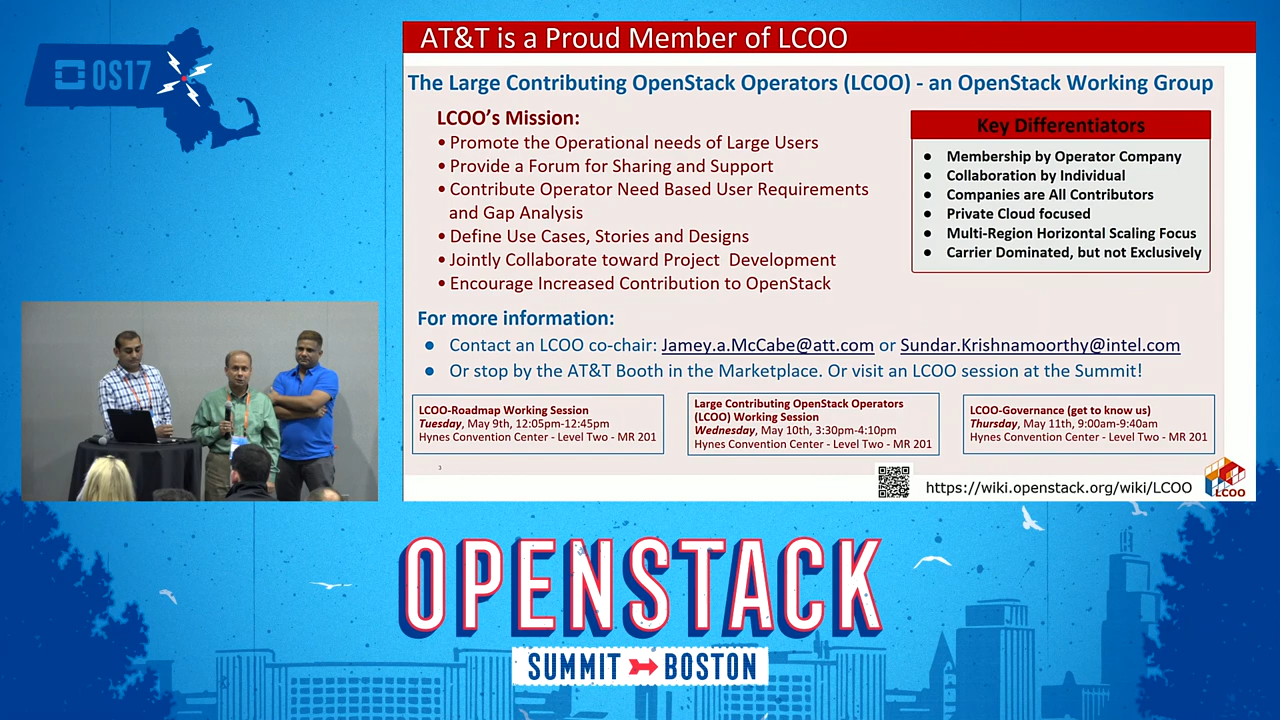 OS17
AT&T is a Proud Member of LCOO
The Large Contributing OpenStack Operators (LCOO) - an OpenStack Working Group
LCOO's Mission:
• Promote the Operational needs of Large Users
• Provide a Forum for Sharing and Support
• Contribute Operator Need Based User Requirements
and Gap Analysis
• Define Use Cases, Stories and Designs
• Jointly Collaborate toward Project Development
• Encourage Increased Contribution to OpenStack
Key Differentiators
● Membership by Operator Company
● Collaboration by Individual
● Companies are All Contributors
● Private Cloud focused
● Multi-Region Horizontal Scaling Focus
● Carrier Dominated, but not Exclusively
For more information:
● Contact an LCOO co-chair: Jamey.a.McCabe@att.com or Sundar.Krishnamoorthy@intel.com
● Or stop by the AT&T Booth in the Marketplace. Or visit an LCOO session at the Summit!
LCOO-Roadmap Working Session
Tuesday, May 9th, 12:05pm-12:45pm
Hynes Convention Center - Level Two - MR 201
Large Contributing OpenStack Operators
(LCOO) Working Session
Wednesday, May 10th, 3:30pm-4:10pm
Hynes Convention Center - Level Two - MR 201
LCOO-Governance (get to know us)
Thursday, May 11th, 9:00am-9:40am
Hynes Convention Center - Level Two - MR 201
3
https://wiki.openstack.org/wiki/LCOO
LCOO
OPENSTACK
SUMMIT BOSTON